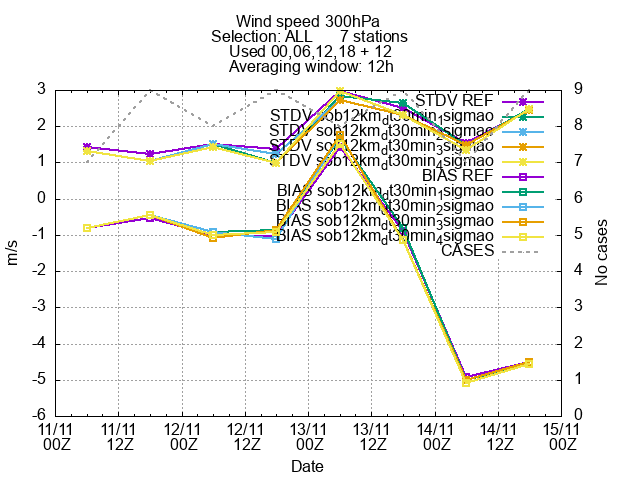 Wind speed 300hPa
Selection: ALL 7 stations
Used 00,06,12,18 + 12
Averaging window: 12h
3
2
1
0
-1
-2
-3
-4
-5
-6
m/s
STDV REF
STDV sob12km_dt30min_1sigmao
STDV sob12km_dt30min_2sigmao
STDV sob12km_dt30min_3sigmao
STDV sob12km_dt30min_4sigmao
BIAS REF
BIAS sob12km_dt30min_1sigmao
BIAS sob12km_dt30min_2sigmao
BIAS sob12km_dt30min_3sigmao
BIAS sob12km_dt30min_4sigmao
CASES
9
8
7
6
5
4
3
2
1
0
No cases
11/11 11/11 12/11 12/11 13/11 13/11 14/11 14/11 15/11
00Z 12Z 00Z 12Z 00Z 12Z 00Z 12Z 00Z
Date